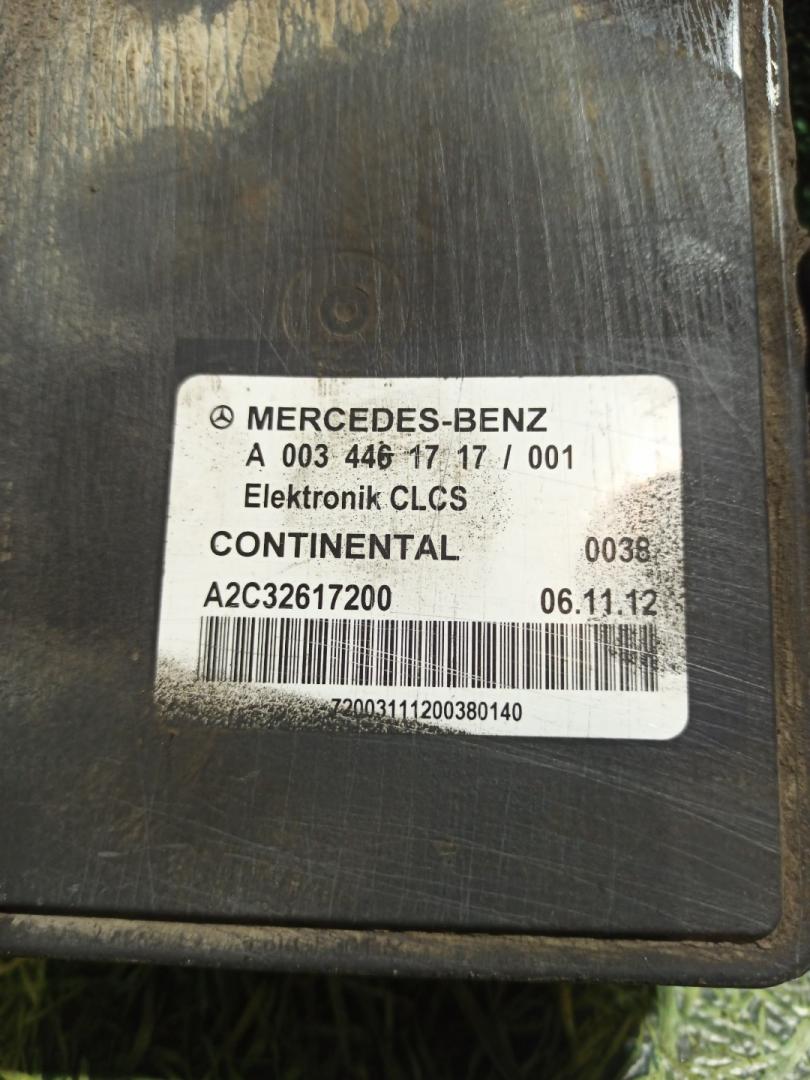 MERCEDES-BENZ
A 003 446 17 17 / 001
Elektronik CLCS
CONTINENTAL 0038
A2C32617200 06.11.12
72003111200380140